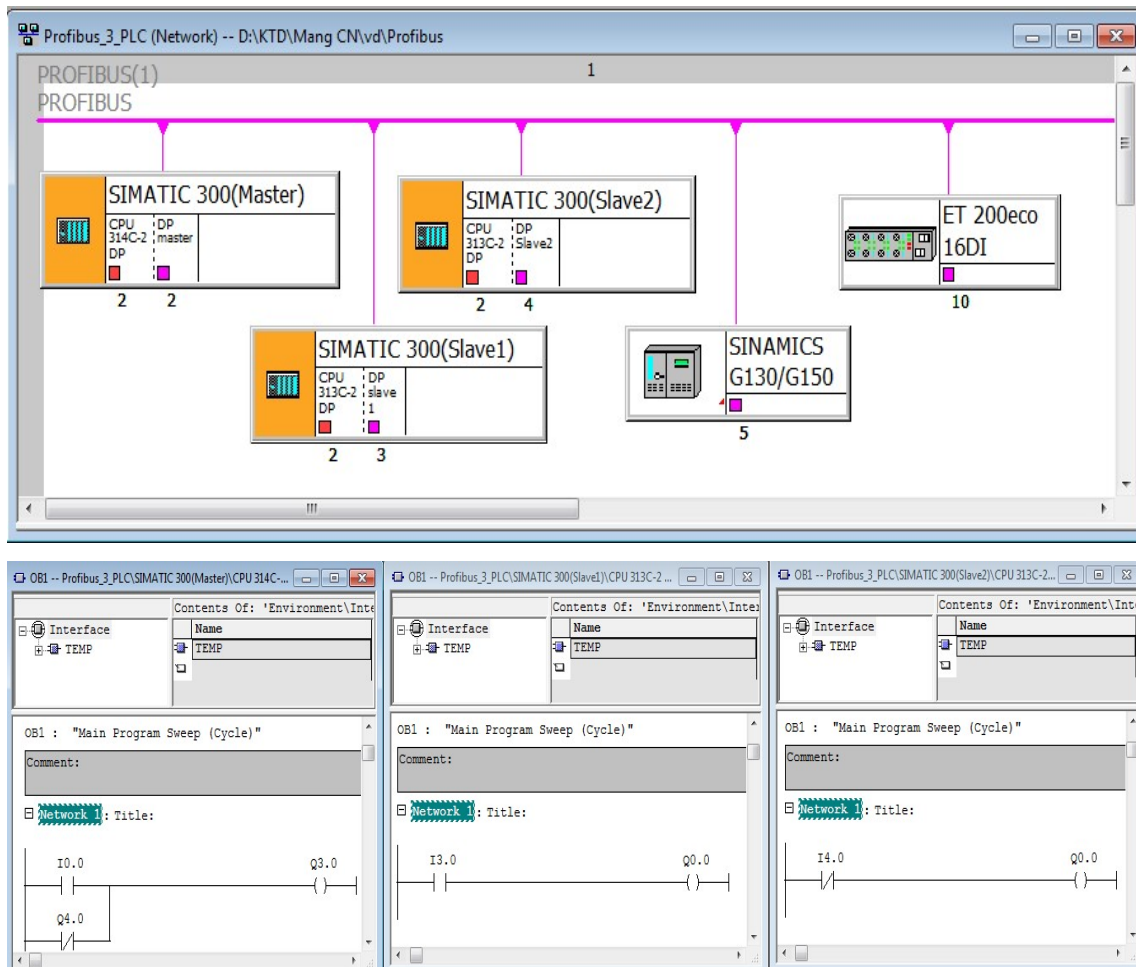 Profibus_3_PLC (Network) -- D:\KTD\Mang CN\vd\Profibus
PROFIBUS(1)
1
PROFIBUS
SIMATIC 300(Master)
CPU 314C-2 DP
DP master
2 2
SIMATIC 300(Slave2)
CPU 313C-2 DP
DP Slave2
2 4
ET 200eco
16DI
10
SIMATIC 300(Slave1)
CPU 313C-2 DP
DP slave 1
2 3
SINAMICS
G130/G150
5
OB1 -- Profibus_3_PLC\SIMATIC 300(Master)\CPU 314C-...
Contents Of: 'Environment\Inte
Interface
Name
TEMP
TEMP
OB1 : "Main Program Sweep (Cycle)"
Comment:
Network 1: Title:
I0.0 Q3.0
Q4.0
OB1 -- Profibus_3_PLC\SIMATIC 300(Slave1)\CPU 313C-2 ...
Contents Of: 'Environment\Inter
Interface
Name
TEMP
TEMP
OB1 : "Main Program Sweep (Cycle)"
Comment:
Network 1: Title:
I3.0 Q0.0
OB1 -- Profibus_3_PLC\SIMATIC 300(Slave2)\CPU 313C-2...
Contents Of: 'Environment\Int
Interface
Name
TEMP
TEMP
OB1 : "Main Program Sweep (Cycle)"
Comment:
Network 1: Title:
I4.0 Q0.0